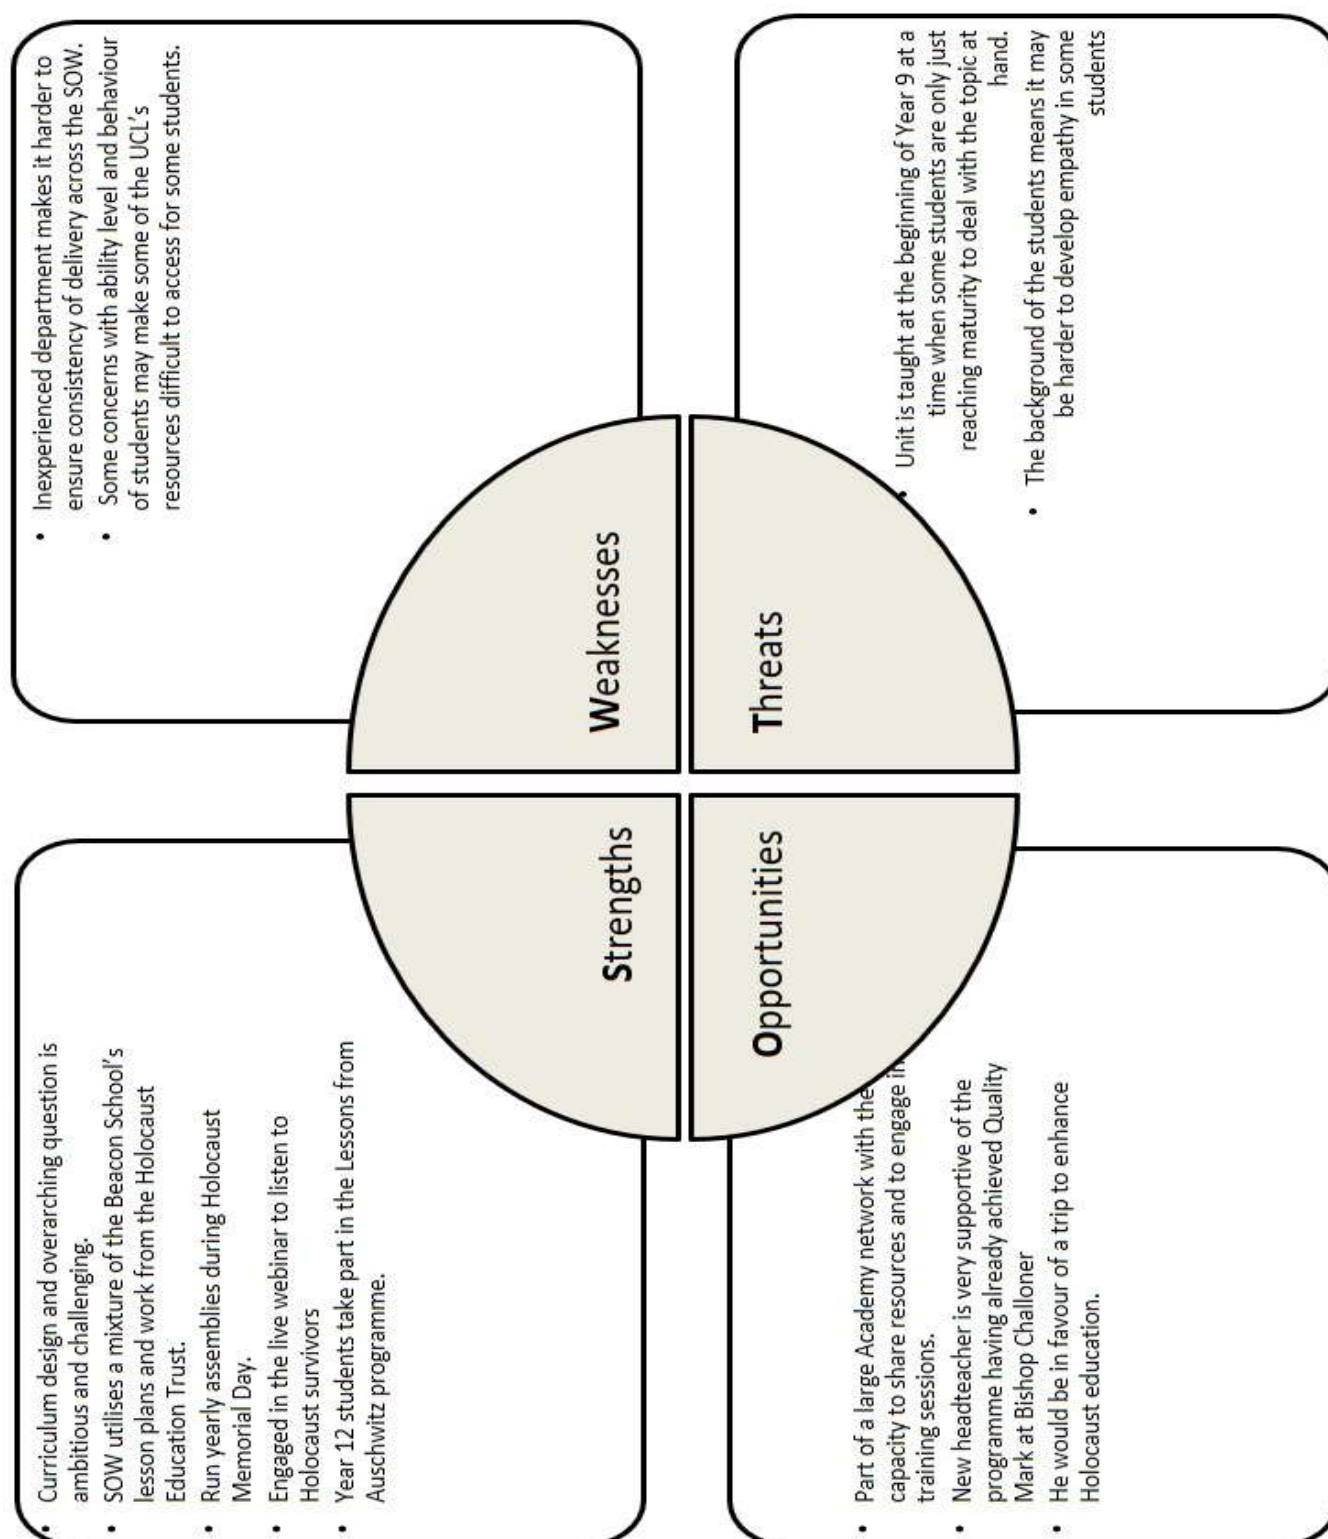 • Curriculum design and overarching question is
ambitious and challenging.
• SOW utilises a mixture of the Beacon School's
lesson plans and work from the Holocaust
Education Trust.
• Run yearly assemblies during Holocaust
Memorial Day.
• Engaged in the live webinar to listen to
Holocaust survivors
• Year 12 students take part in the Lessons from
Auschwitz programme.
Strengths
• Inexperienced department makes it harder to
ensure consistency of delivery across the SOW.
• Some concerns with ability level and behaviour
of students may make some of the UCL's
resources difficult to access for some students.
Weaknesses
Opportunities
• Part of a large Academy network with the
capacity to share resources and to engage in
training sessions.
• New headteacher is very supportive of the
programme having already achieved Quality
Mark at Bishop Challoner
• He would be in favour of a trip to enhance
Holocaust education.
Threats
• Unit is taught at the beginning of Year 9 at a
time when some students are only just
reaching maturity to deal with the topic at
hand.
• The background of the students means it may
be harder to develop empathy in some
students